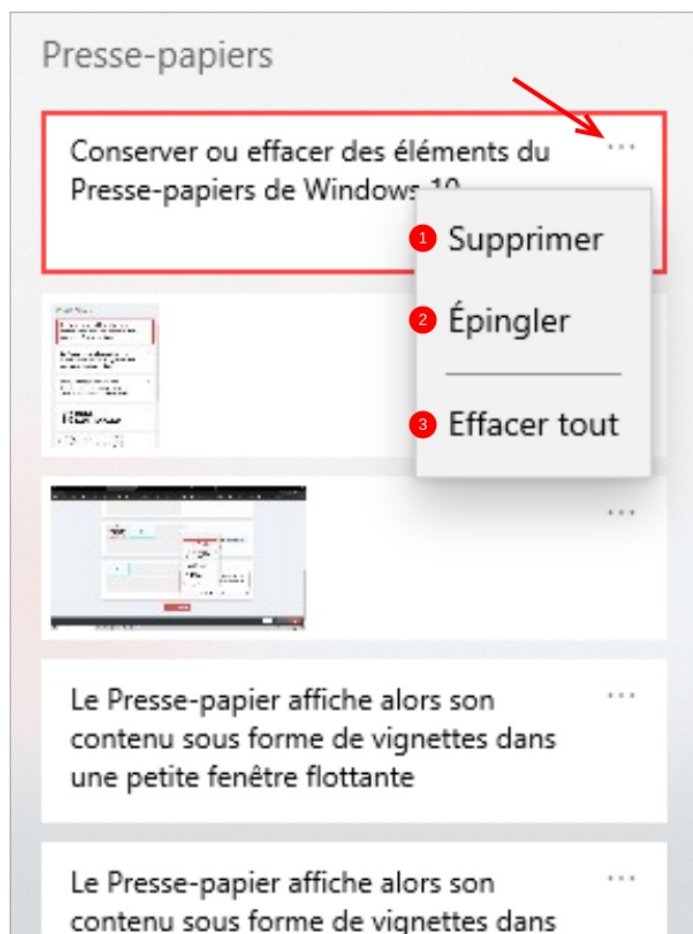 Presse-papiers
Conserver ou effacer des éléments du
Presse-papiers de Windows 10
1 Supprimer
2 Épingler
3 Effacer tout
Le Presse-papier affiche alors son
contenu sous forme de vignettes dans
une petite fenêtre flottante
Le Presse-papier affiche alors son
contenu sous forme de vignettes dans